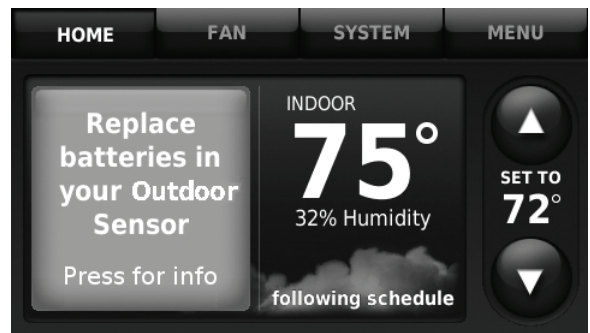 HOME FAN SYSTEM MENU
Replace
batteries in
your Outdoor
Sensor
Press for info
INDOOR
75°
32% Humidity
following schedule
SET TO
72°